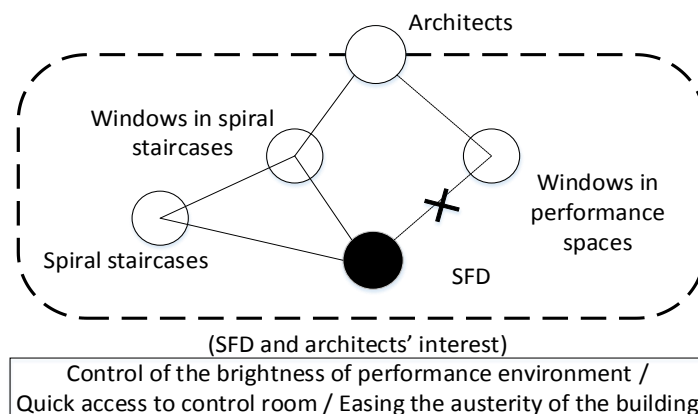 Architects
Windows in spiral
staircases
Windows in
performance
spaces
Spiral staircases
SFD
(SFD and architects' interest)
Control of the brightness of performance environment /
Quick access to control room / Easing the austerity of the building